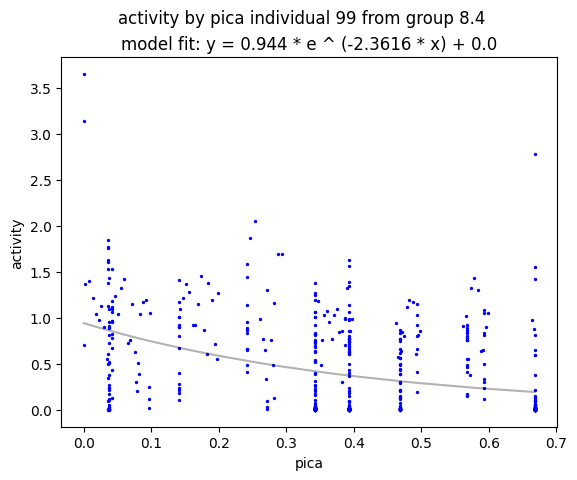 activity by pica individual 99 from group 8.4
model fit: y = 0.944 * e ^ (-2.3616 * x) + 0.0
3.5
3.0
2.5
2.0
1.5
1.0
0.5
0.0
activity
0.0 0.1 0.2 0.3 0.4 0.5 0.6 0.7
pica